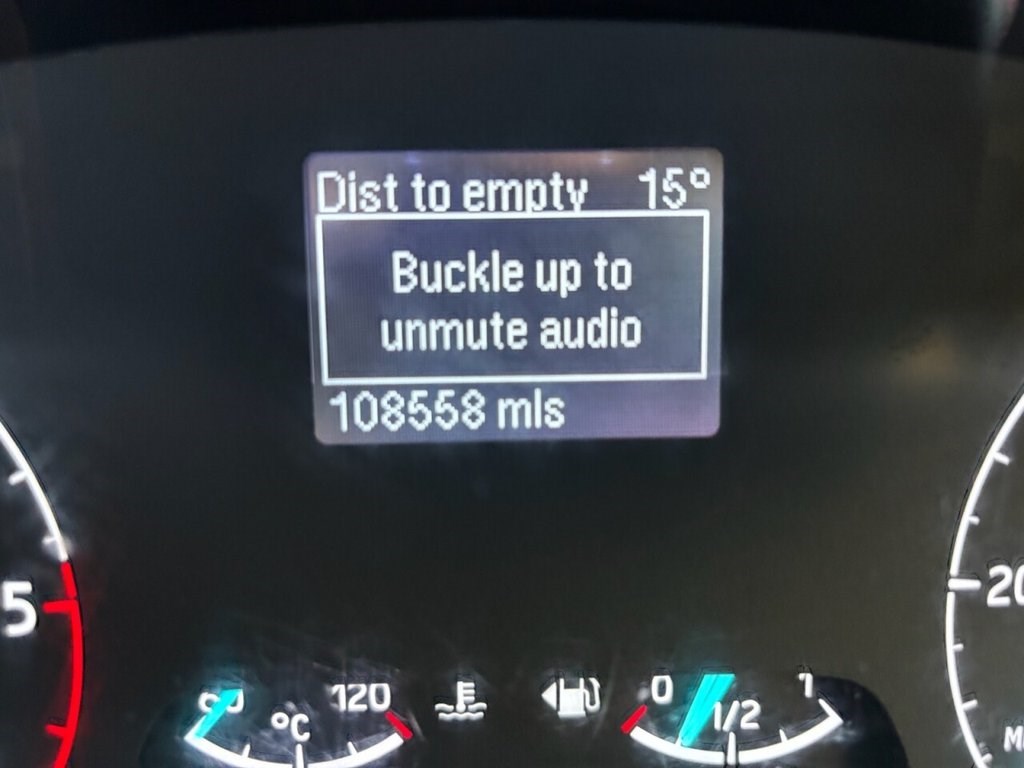 Dist to empty 15°
Buckle up to
unmute audio
108558 mls
5
20
120
°C
0
1/2
1